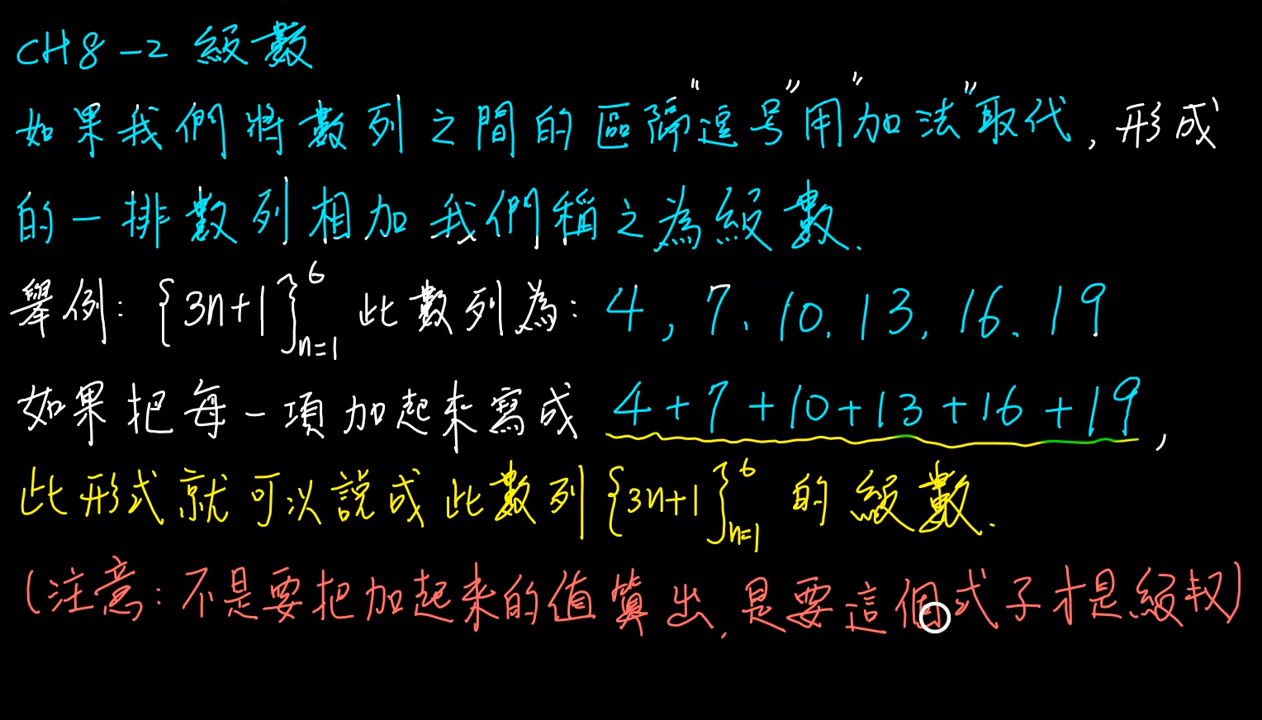 CH8-2 級數
如果我們將數列之間的區隔"逗号"用"加法"取代, 形成
的一排數列相加我們稱之為級數.
舉例: {3n+1}_{n=1}^{6} 此數列為: 4, 7、10、13, 16、19
如果把每一項加起來寫成 4+7+10+13+16+19,
此形式就可以說成此數列{3n+1}_{n=1}^{6} 的級數.
(注意: 不是要把加起來的值算出, 是要這個式子才是級数)